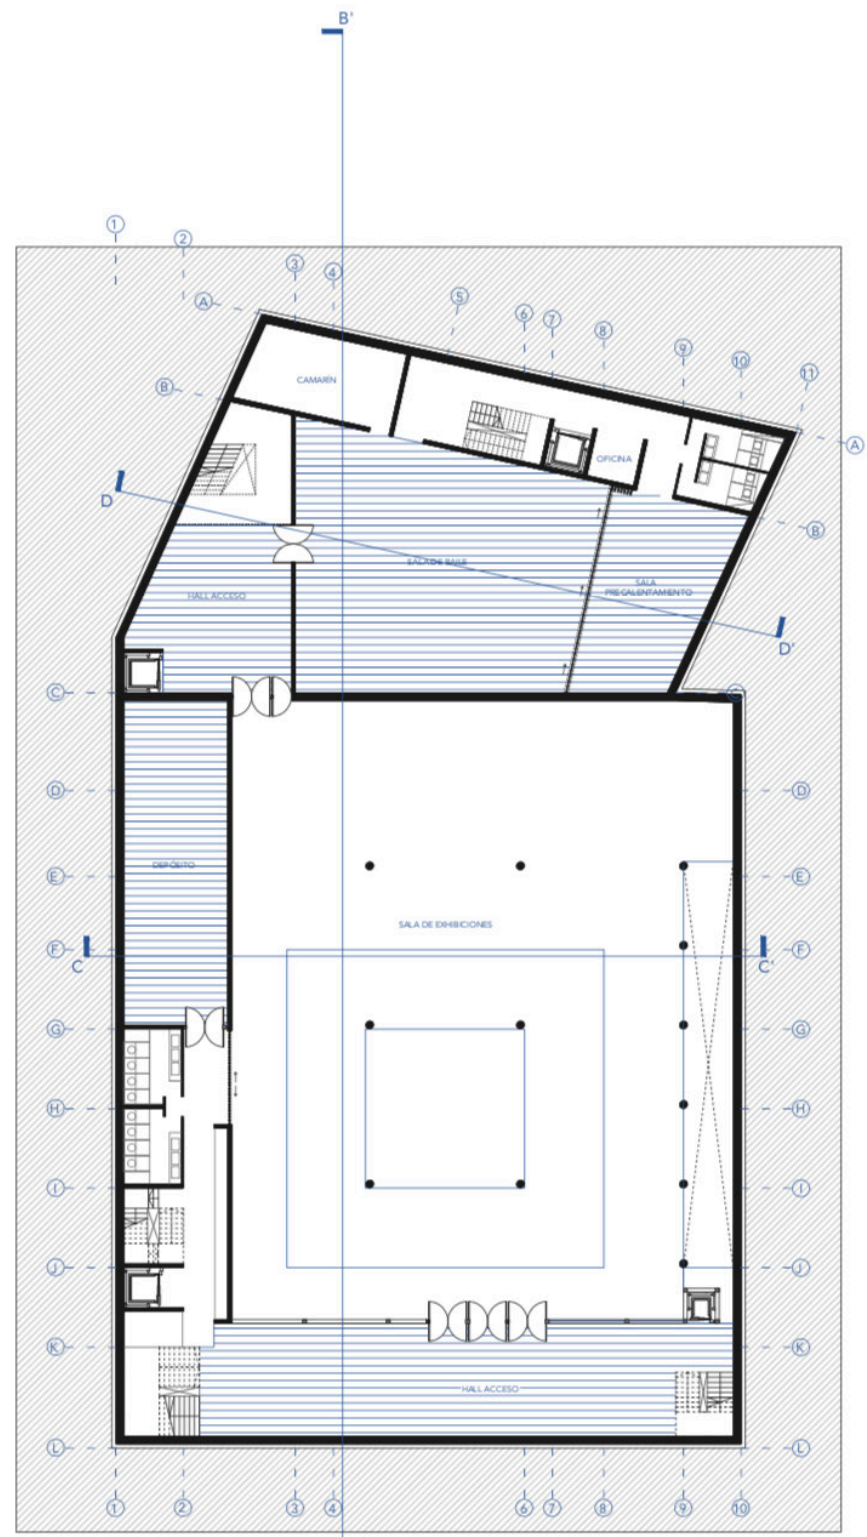 B'
1
2
3
4
5
6
7
8
9
10
11
A
A
B
B
CAMARÍN
OFICINA
D
SALA DE BAILE
HALL ACCESO
SALA
PRECALENTAMIENTO
D'
C
C
D
D
DEPÓSITO
E
E
SALA DE EXHIBICIONES
F
F
C
C'
G
G
H
H
I
I
J
J
K
K
HALL ACCESO
L
L
1
2
3
4
6
7
8
9
10